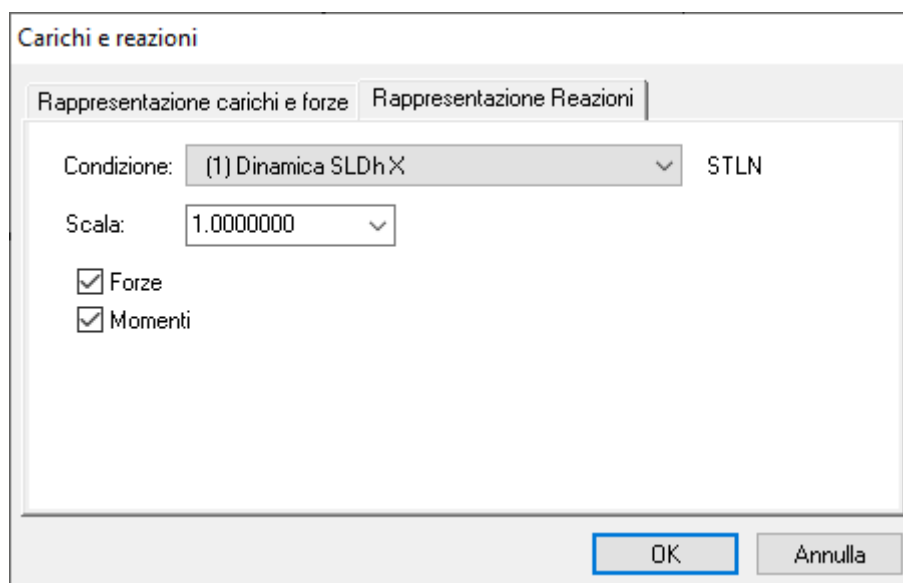 Carichi e reazioni
Rappresentazione carichi e forze Rappresentazione Reazioni
Condizione: (1) Dinamica SLDh X STLN
Scala: 1.0000000
Forze
Momenti
OK Annulla